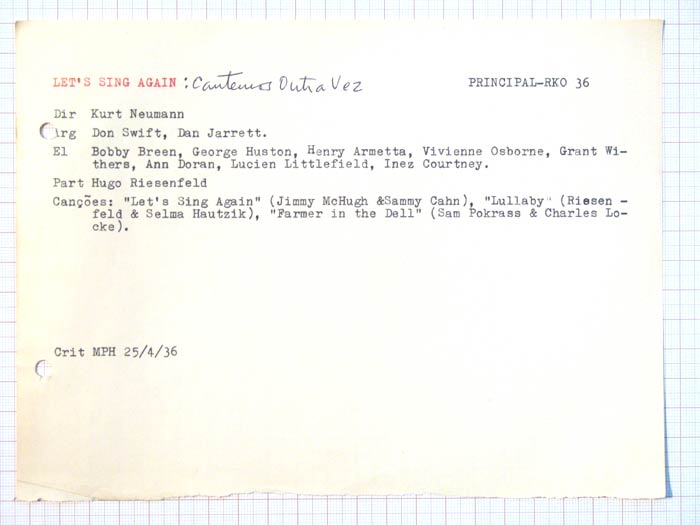 LET'S SING AGAIN : Cantemos Outra Vez PRINCIPAL-RKO 36
Dir Kurt Neumann
Arg Don Swift, Dan Jarrett.
El Bobby Breen, George Huston, Henry Armetta, Vivienne Osborne, Grant Wi-
thers, Ann Doran, Lucien Littlefield, Inez Courtney.
Part Hugo Riesenfeld
Canções: "Let's Sing Again" (Jimmy McHugh &Sammy Cahn), "Lullaby" (Riesen -
feld & Selma Hautzik), "Farmer in the Dell" (Sam Pokrass & Charles Lo-
cke).
Crit MPH 25/4/36